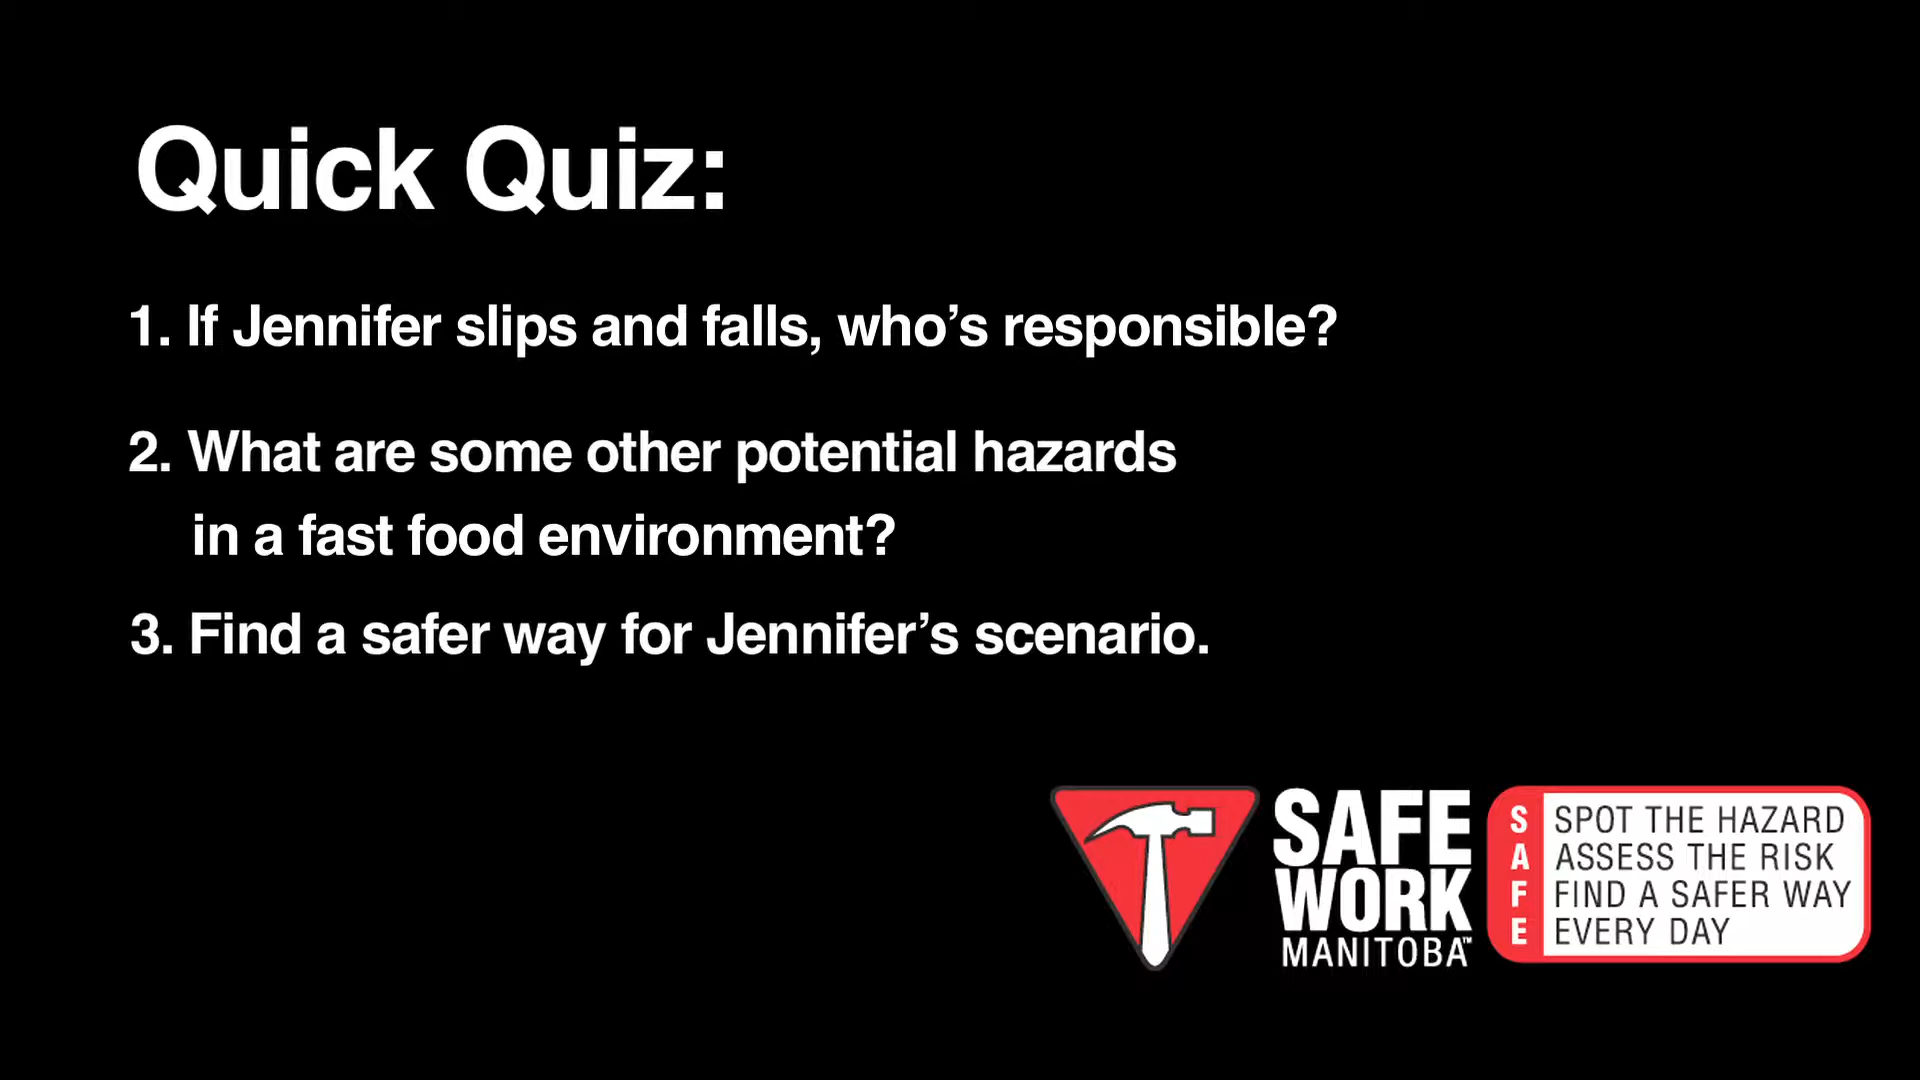 Quick Quiz:
1. If Jennifer slips and falls, who’s responsible?
2. What are some other potential hazards
in a fast food environment?
3. Find a safer way for Jennifer’s scenario.
SAFE
WORK
MANITOBA™
S SPOT THE HAZARD
A ASSESS THE RISK
F FIND A SAFER WAY
E EVERY DAY